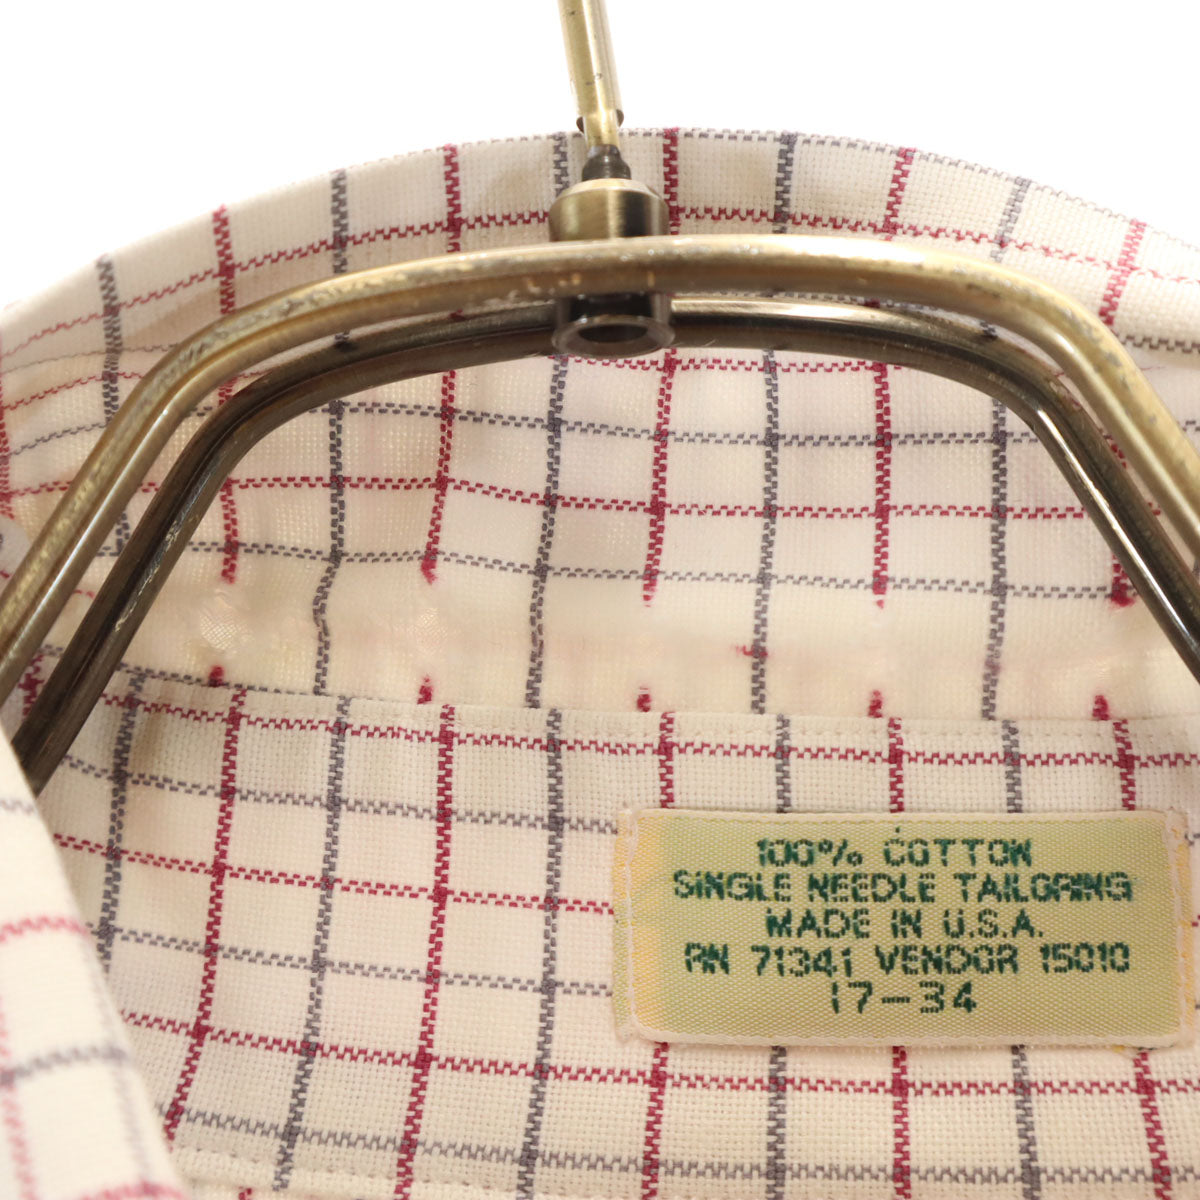 100% COTTON
SINGLE NEEDLE TAILORING
MADE IN U.S.A.
RN 71341 VENDOR 15010
17-34